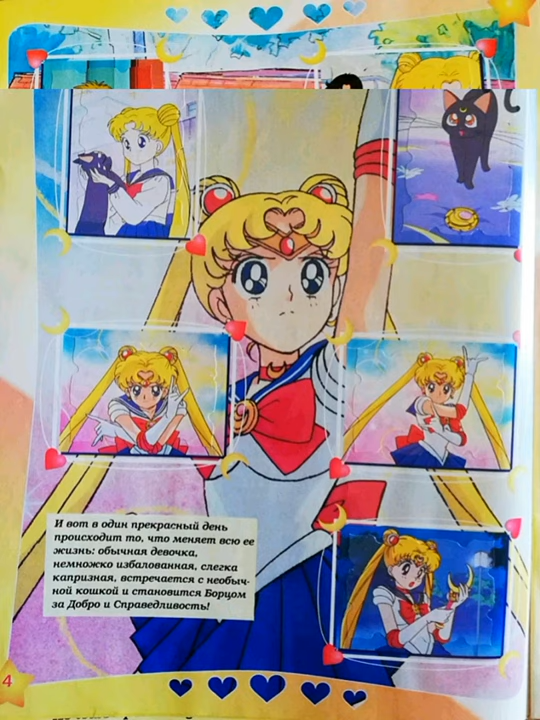 И вот в один прекрасный день
происходит то, что меняет всю ее
жизнь: обычная девочка,
немножко избалованная, слегка
капризная, встречается с необыч-
ной кошкой и становится Борцом
за Добро и Справедливость!
4